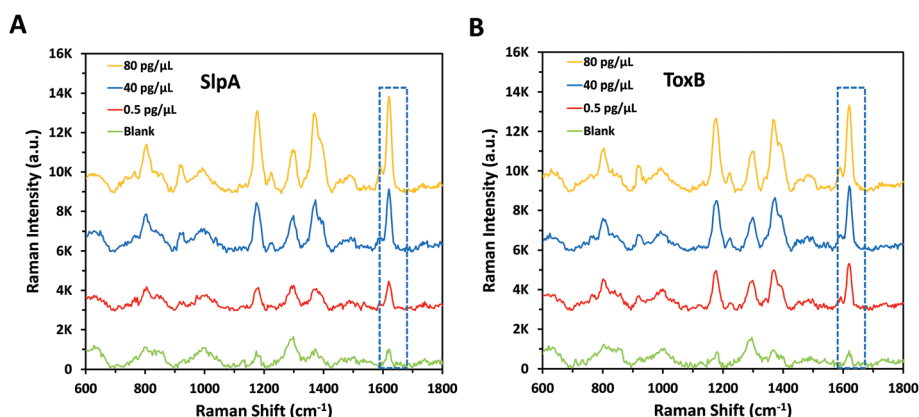 A
16K
14K
12K
10K
8K
6K
4K
2K
0
Raman Intensity (a.u.)
80 pg/µL
40 pg/µL
0.5 pg/µL
Blank
SlpA
600 800 1000 1200 1400 1600 1800
Raman Shift (cm⁻¹)
B
16K
14K
12K
10K
8K
6K
4K
2K
0
Raman Intensity (a.u.)
80 pg/µL
40 pg/µL
0.5 pg/µL
Blank
ToxB
600 800 1000 1200 1400 1600 1800
Raman Shift (cm⁻¹)